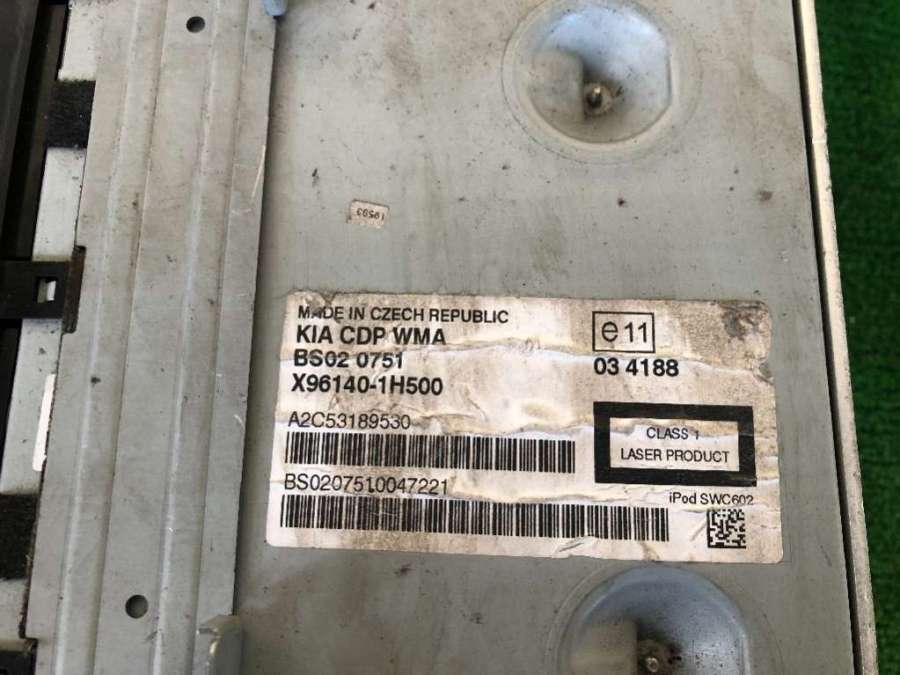 19593
MADE IN CZECH REPUBLIC
KIA CDP WMA
BS02 0751
X96140-1H500
A2C53189530
BS0207510047221
e11
03 4188
CLASS 1
LASER PRODUCT
iPod SWC602